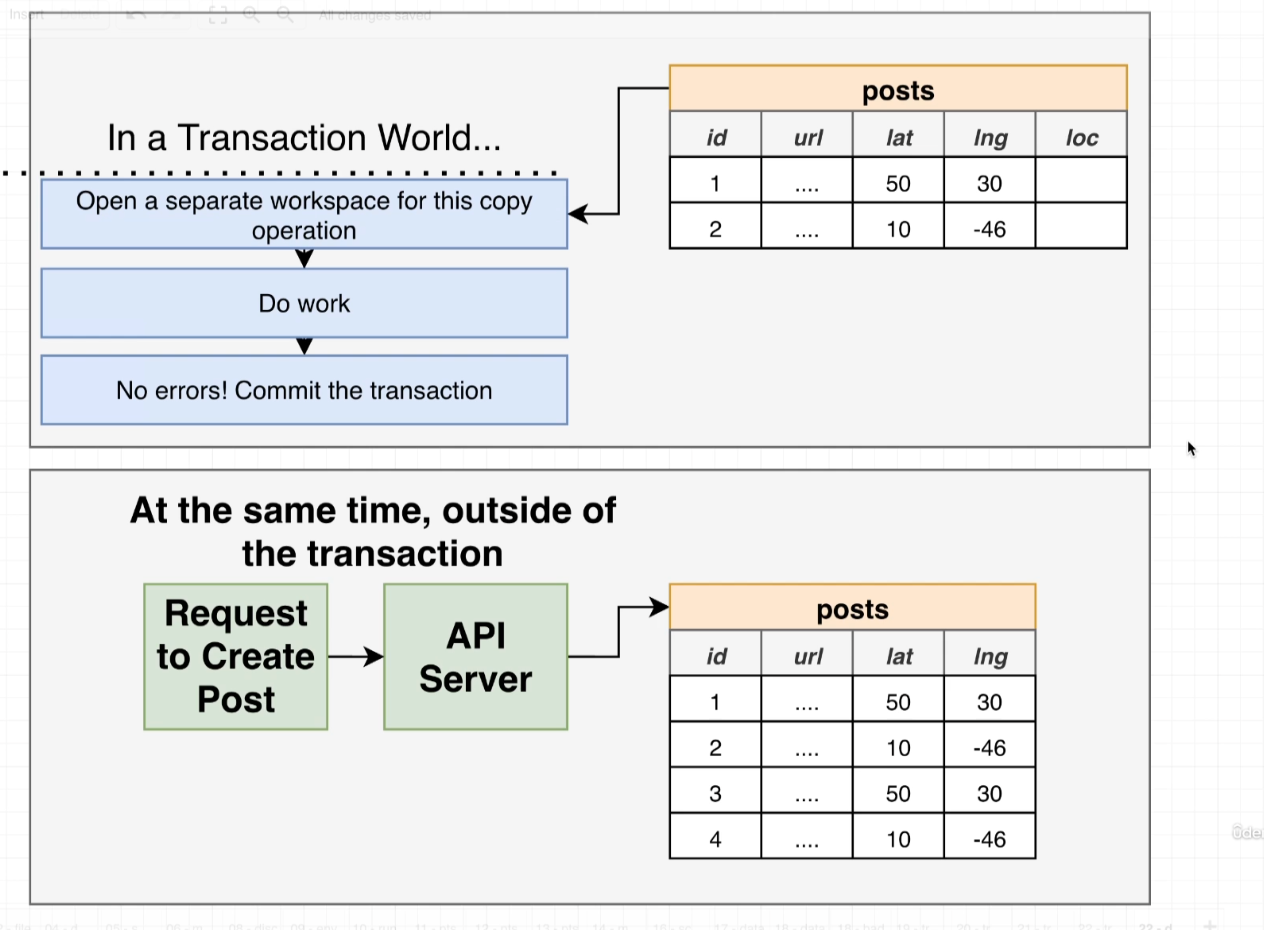 Insert
All changes saved
posts
In a Transaction World...
id url lat lng loc
1 .... 50 30
2 .... 10 -46
Open a separate workspace for this copy
operation
Do work
No errors! Commit the transaction
At the same time, outside of
the transaction
Request
to Create
Post
API
Server
posts
id url lat lng
1 .... 50 30
2 .... 10 -46
3 .... 50 30
4 .... 10 -46